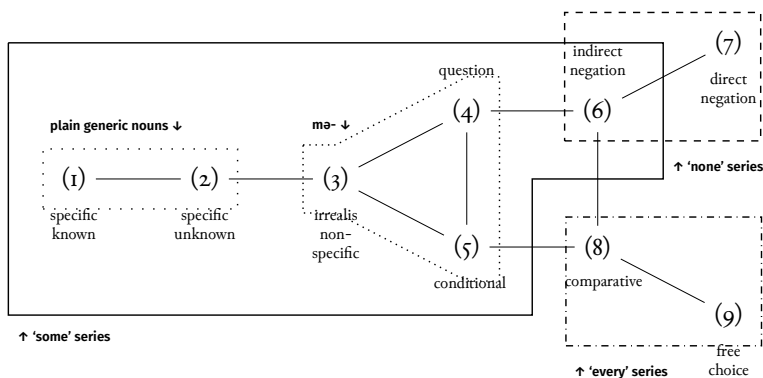 indirect
negation
(7)
direct
negation
question
(4)
(6)
plain generic nouns ↓
mə- ↓
↑ ‘none’ series
(1)
(2)
(3)
specific
known
specific
unknown
irrealis
non-
specific
(5)
(8)
conditional
comparative
(9)
↑ ‘some’ series
free
choice
↑ ‘every’ series